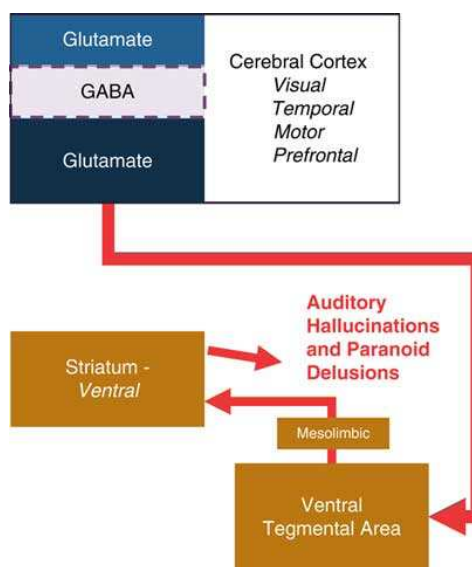 Glutamate
GABA
Glutamate
Cerebral Cortex
Visual
Temporal
Motor
Prefrontal
Auditory
Hallucinations
and Paranoid
Delusions
Striatum -
Ventral
Mesolimbic
Ventral
Tegmental Area